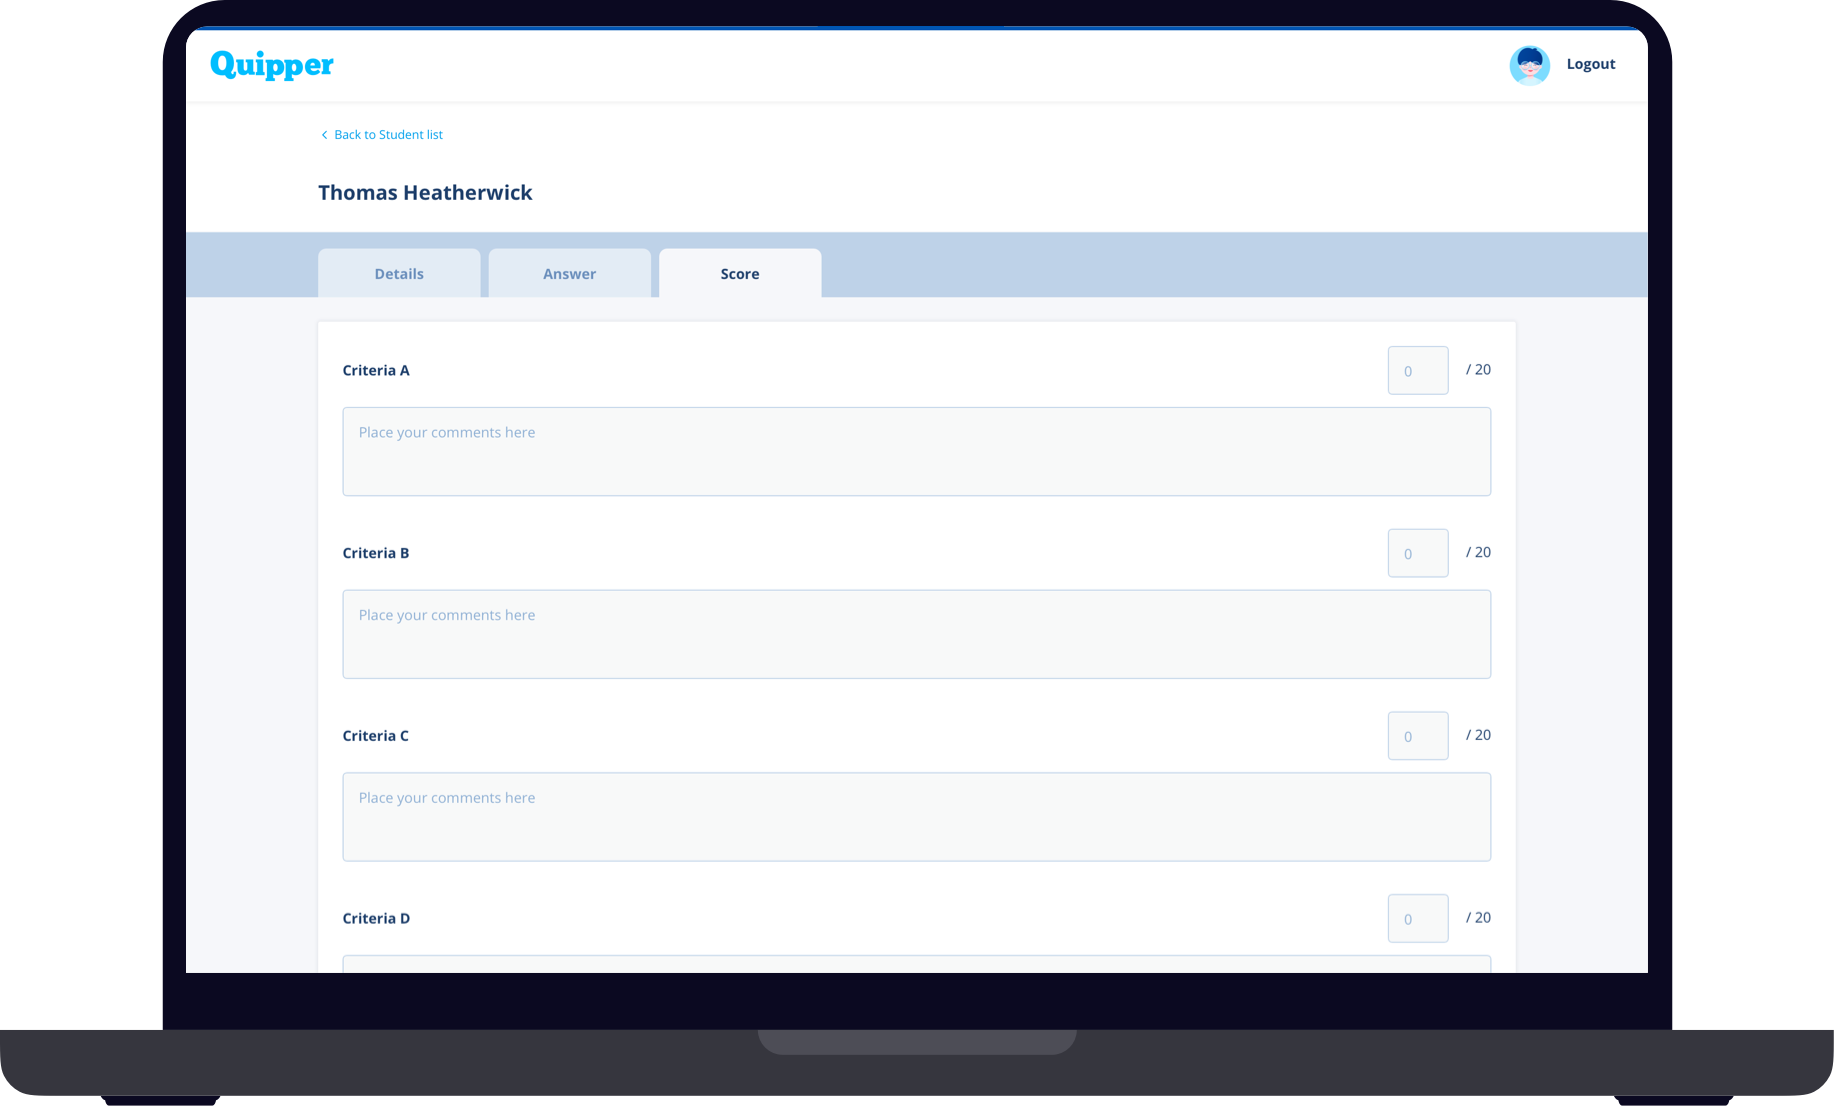 Quipper
Logout
Back to Student list
Thomas Heatherwick
Details
Answer
Score
Criteria A
0
/ 20
Place your comments here
Criteria B
0
/ 20
Place your comments here
Criteria C
0
/ 20
Place your comments here
Criteria D
0
/ 20